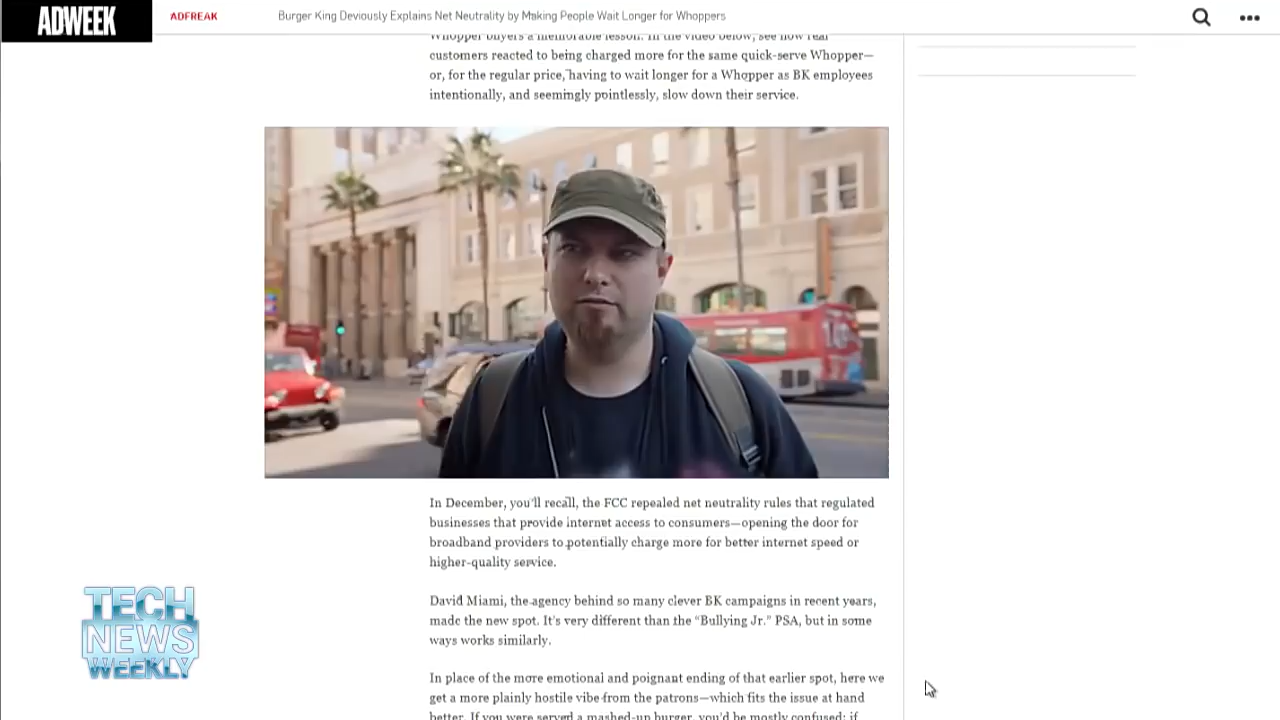 ADWEEK
ADFREAK
Burger King Deviously Explains Net Neutrality by Making People Wait Longer for Whoppers
Whopper buyers a memorable lesson. In the video below, see how real
customers reacted to being charged more for the same quick-serve Whopper—
or, for the regular price, having to wait longer for a Whopper as BK employees
intentionally, and seemingly pointlessly, slow down their service.
In December, you'll recall, the FCC repealed net neutrality rules that regulated
businesses that provide internet access to consumers—opening the door for
broadband providers to potentially charge more for better internet speed or
higher-quality service.
David Miami, the agency behind so many clever BK campaigns in recent years,
made the new spot. It's very different than the “Bullying Jr.” PSA, but in some
ways works similarly.
In place of the more emotional and poignant ending of that earlier spot, here we
get a more plainly hostile vibe from the patrons—which fits the issue at hand
better. If you were served a mashed-up burger, you'd be mostly confused; if
TECH
NEWS
WEEKLY